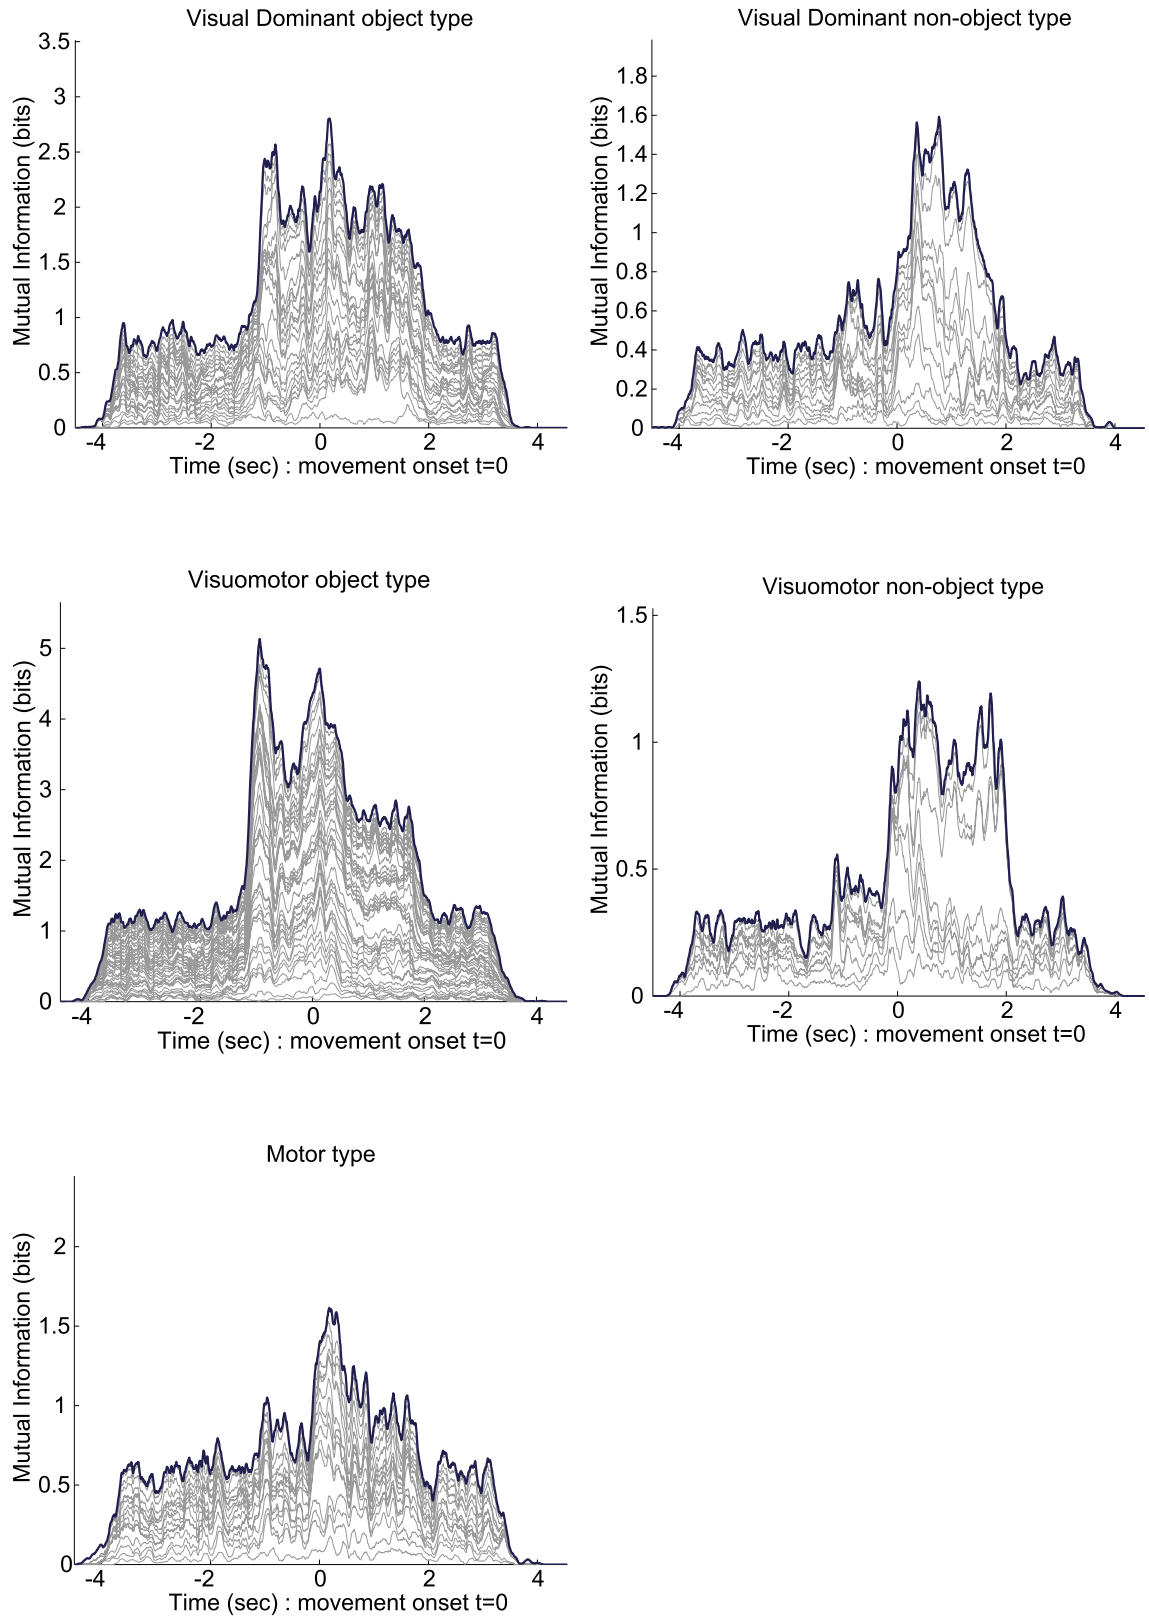 Visual Dominant object type
Mutual Information (bits)
3.5
3
2.5
2
1.5
1
0.5
0
-4 -2 0 2 4
Time (sec) : movement onset t=0
Visual Dominant non-object type
Mutual Information (bits)
1.8
1.6
1.4
1.2
1
0.8
0.6
0.4
0.2
0
-4 -2 0 2 4
Time (sec) : movement onset t=0
Visuomotor object type
Mutual Information (bits)
5
4
3
2
1
0
-4 -2 0 2 4
Time (sec) : movement onset t=0
Visuomotor non-object type
Mutual Information (bits)
1.5
1
0.5
0
-4 -2 0 2 4
Time (sec) : movement onset t=0
Motor type
Mutual Information (bits)
2
1.5
1
0.5
0
-4 -2 0 2 4
Time (sec) : movement onset t=0